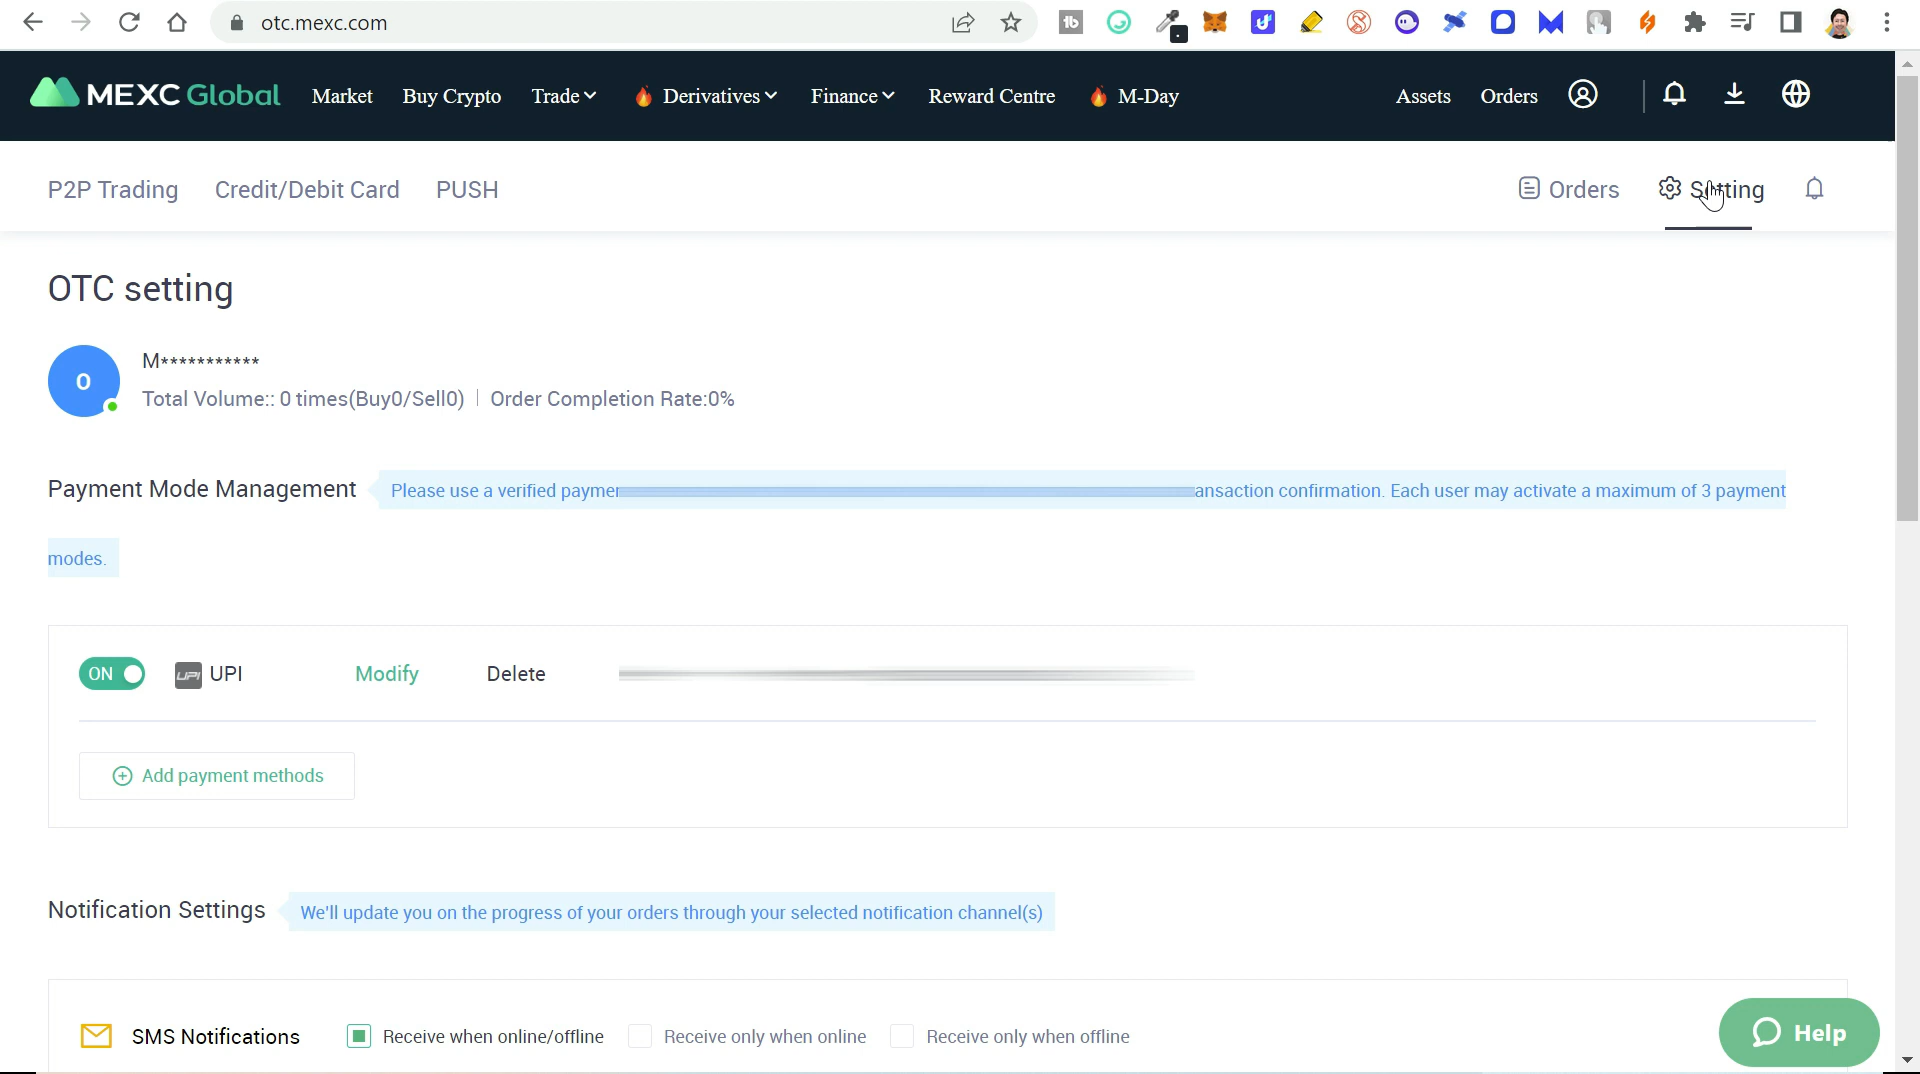 otc.mexc.com
MEXC Global Market Buy Crypto Trade Derivatives Finance Reward Centre M-Day Assets Orders
P2P Trading Credit/Debit Card PUSH Orders Setting
OTC setting
0 M***********
Total Volume:: 0 times(Buy0/Sell0) | Order Completion Rate:0%
Payment Mode Management Please use a verified ansaction confirmation. Each user may activate a maximum of 3 payment
modes.
ON UPI UPI Modify Delete
Add payment methods
Notification Settings We'll update you on the progress of your orders through your selected notification channel(s)
SMS Notifications Receive when online/offline Receive only when online Receive only when offline
Help